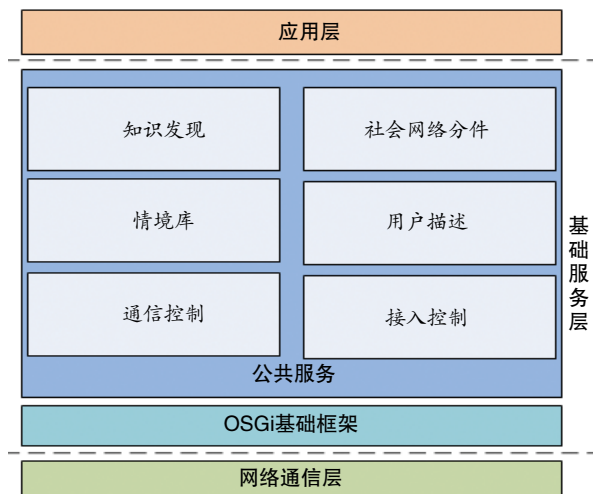 应用层
知识发现
社会网络分件
情境库
用户描述
通信控制
接入控制
公共服务
基础服务层
OSGi基础框架
网络通信层